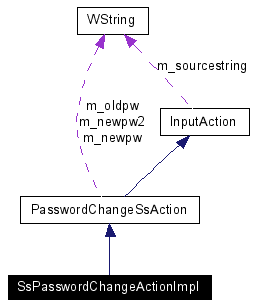 WString
m_sourcestring
m_oldpw
m_newpw2
m_newpw
InputAction
PasswordChangeSsAction
SsPasswordChangeActionImpl